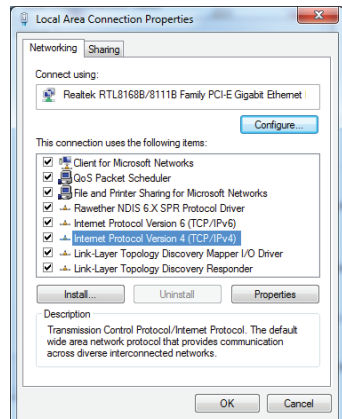 Local Area Connection Properties
Networking Sharing
Connect using:
Realtek RTL8168B/8111B Family PCI-E Gigabit Ethernet
Configure...
This connection uses the following items:
Client for Microsoft Networks
QoS Packet Scheduler
File and Printer Sharing for Microsoft Networks
Rawether NDIS 6.X SPR Protocol Driver
Internet Protocol Version 6 (TCP/IPv6)
Internet Protocol Version 4 (TCP/IPv4)
Link-Layer Topology Discovery Mapper I/O Driver
Link-Layer Topology Discovery Responder
Install... Uninstall Properties
Description
Transmission Control Protocol/Internet Protocol. The default
wide area network protocol that provides communication
across diverse interconnected networks.
OK Cancel